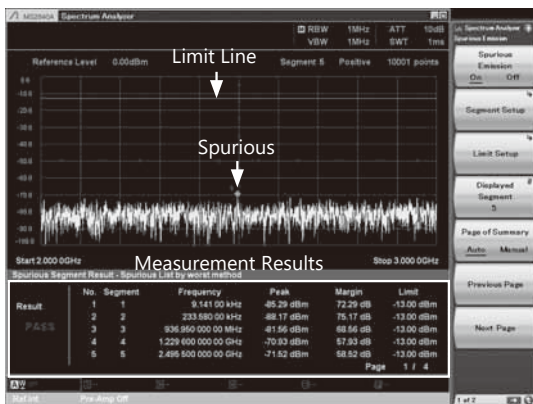 MS2840A Spectrum Analyzer
RBW 1MHz ATT 10dB
VBW 1MHz SWT 1ms
Reference Level 0.00dBm Segment 5 Positive 10001 points
Limit Line
Spurious
-100.0
Start 2.000 0GHz Stop 3.000 0GHz
Measurement Results
Spurious Segment Result - Spurious List by worst method
No. Segment Frequency Peak Margin Limit
Result 1 1 9.141 00 kHz -85.29 dBm 72.29 dB -13.00 dBm
PASS 2 2 233.580 00 kHz -88.17 dBm 75.17 dB -13.00 dBm
3 3 936.950 000 00 MHz -81.56 dBm 68.56 dB -13.00 dBm
4 4 1.229 600 000 00 GHz -70.93 dBm 57.93 dB -13.00 dBm
5 5 2.495 500 000 00 GHz -71.52 dBm 58.52 dB -13.00 dBm
Page 1 / 4
Ref.Int Pre-Amp Off
Spectrum Analyzer
Spurious Emission
Spurious
Emission
On Off
Segment Setup
Limit Setup
Displayed
Segment
5
Page of Summary
Auto Manual
Previous Page
Next Page
1 of 2